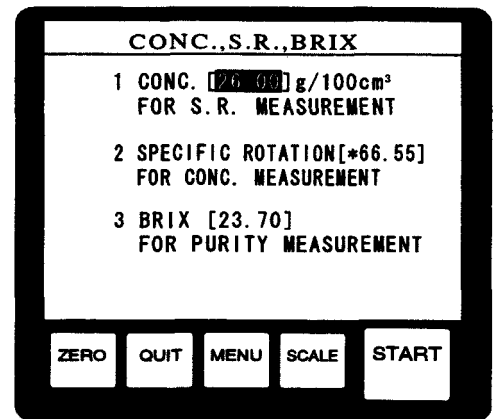 CONC.,S.R.,BRIX
1 CONC. [26.00]g/100cm³
FOR S.R. MEASUREMENT
2 SPECIFIC ROTATION[*66.55]
FOR CONC. MEASUREMENT
3 BRIX [23.70]
FOR PURITY MEASUREMENT
ZERO QUIT MENU SCALE START